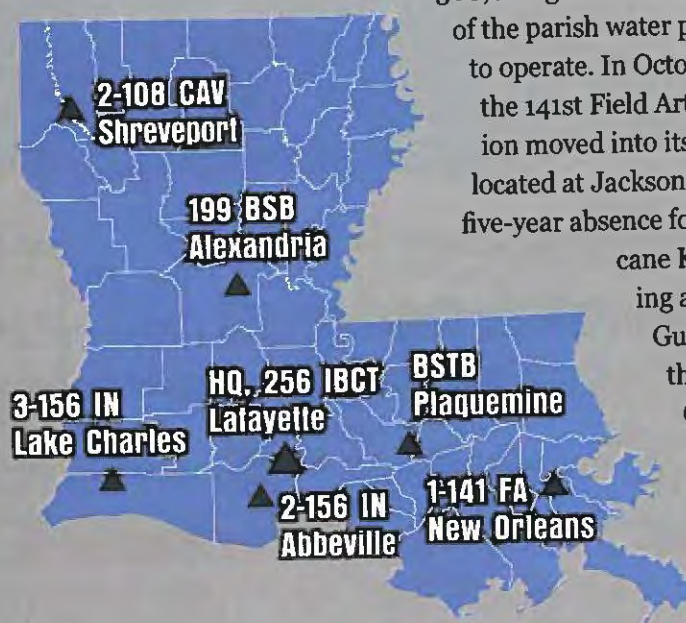 of the parish water p
to operate. In Octo
the 141st Field Art
ion moved into its
located at Jackson
five-year absence fo
cane
ing a
Gu
th
2-108 CAV
Shreveport
199 BSB
Alexandria
3-156 IN
Lake Charles
HQ, 256 IBCT
Lafayette
BSTB
Plaquemine
2-156 IN
Abbeville
1-141 FA
New Orleans